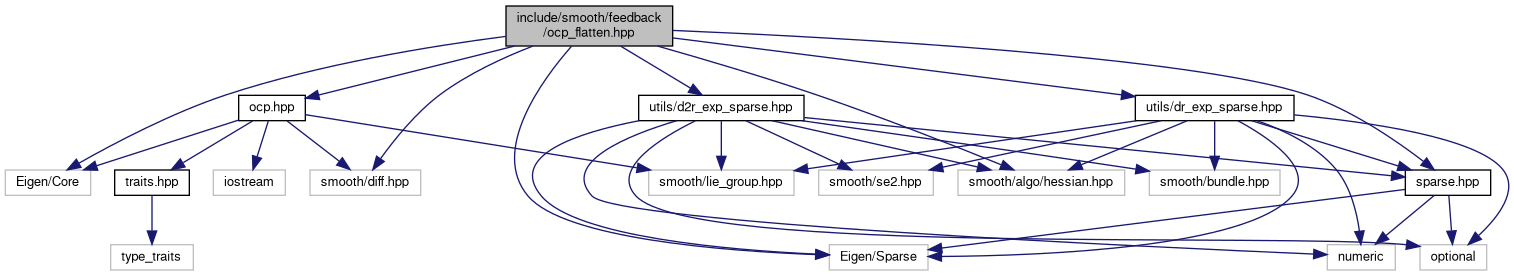 include/smooth/feedback
/ocp_flatten.hpp
ocp.hpp
utils/d2r_exp_sparse.hpp
utils/dr_exp_sparse.hpp
Eigen/Core
traits.hpp
iostream
smooth/diff.hpp
smooth/lie_group.hpp
smooth/se2.hpp
smooth/algo/hessian.hpp
smooth/bundle.hpp
sparse.hpp
type_traits
Eigen/Sparse
numeric
optional